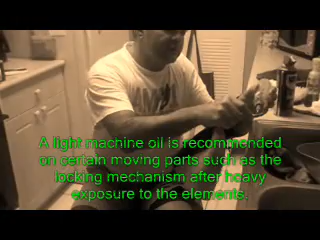 A light machine oil is recommended
on certain moving parts such as the
locking mechanism after heavy
exposure to the elements.